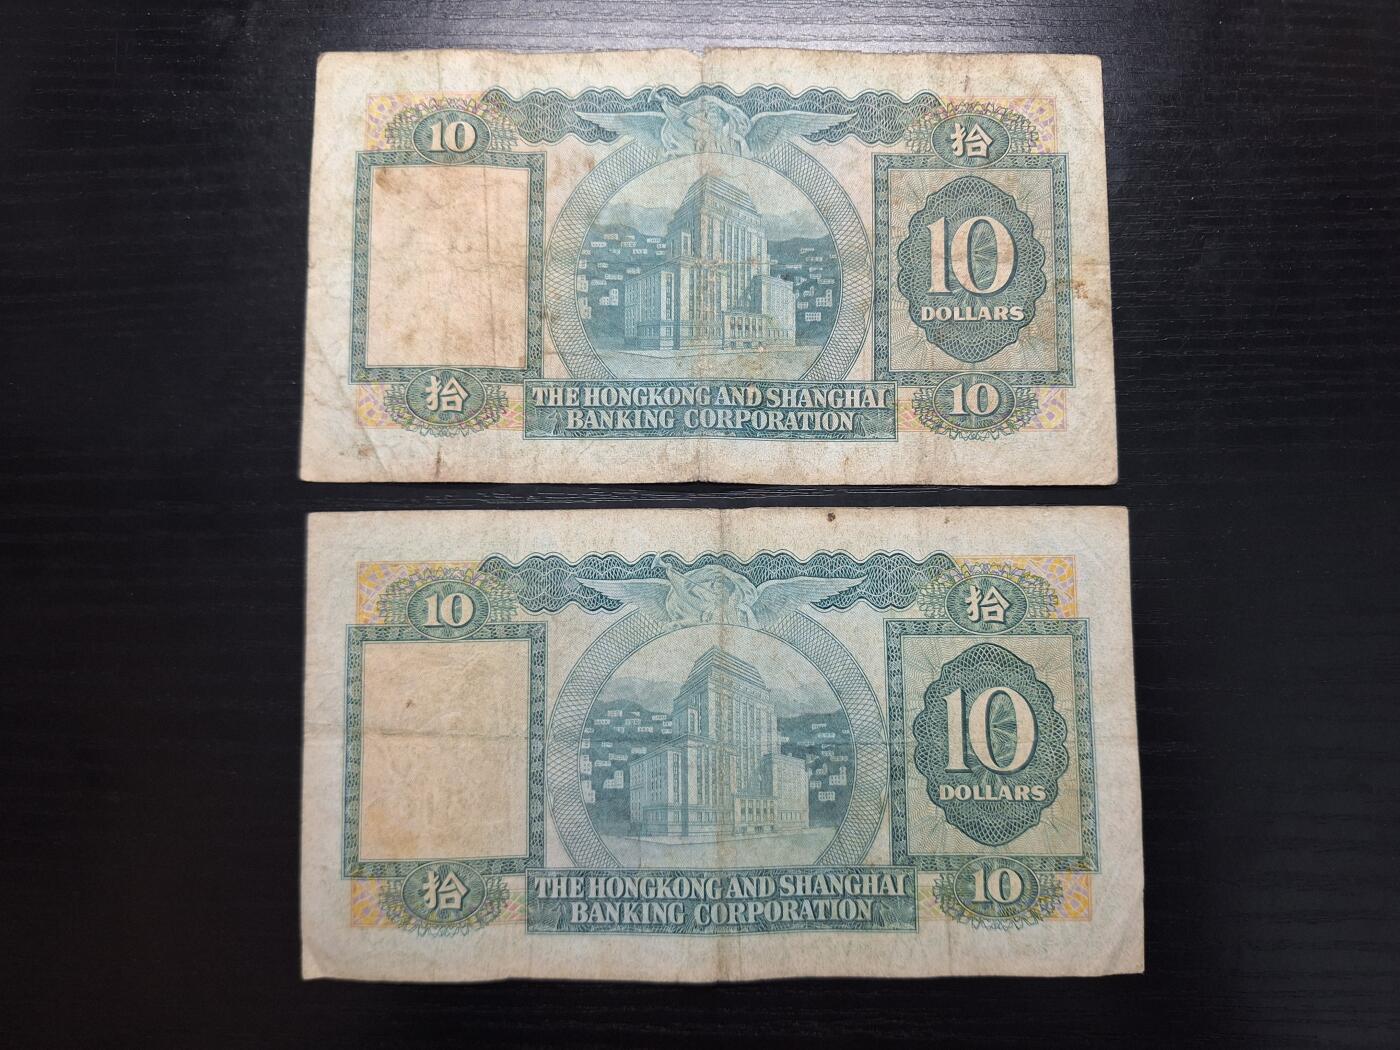 10 拾
10
DOLLARS
拾 10
THE HONGKONG AND SHANGHAI
BANKING CORPORATION
10 拾
10
DOLLARS
拾 10
THE HONGKONG AND SHANGHAI
BANKING CORPORATION